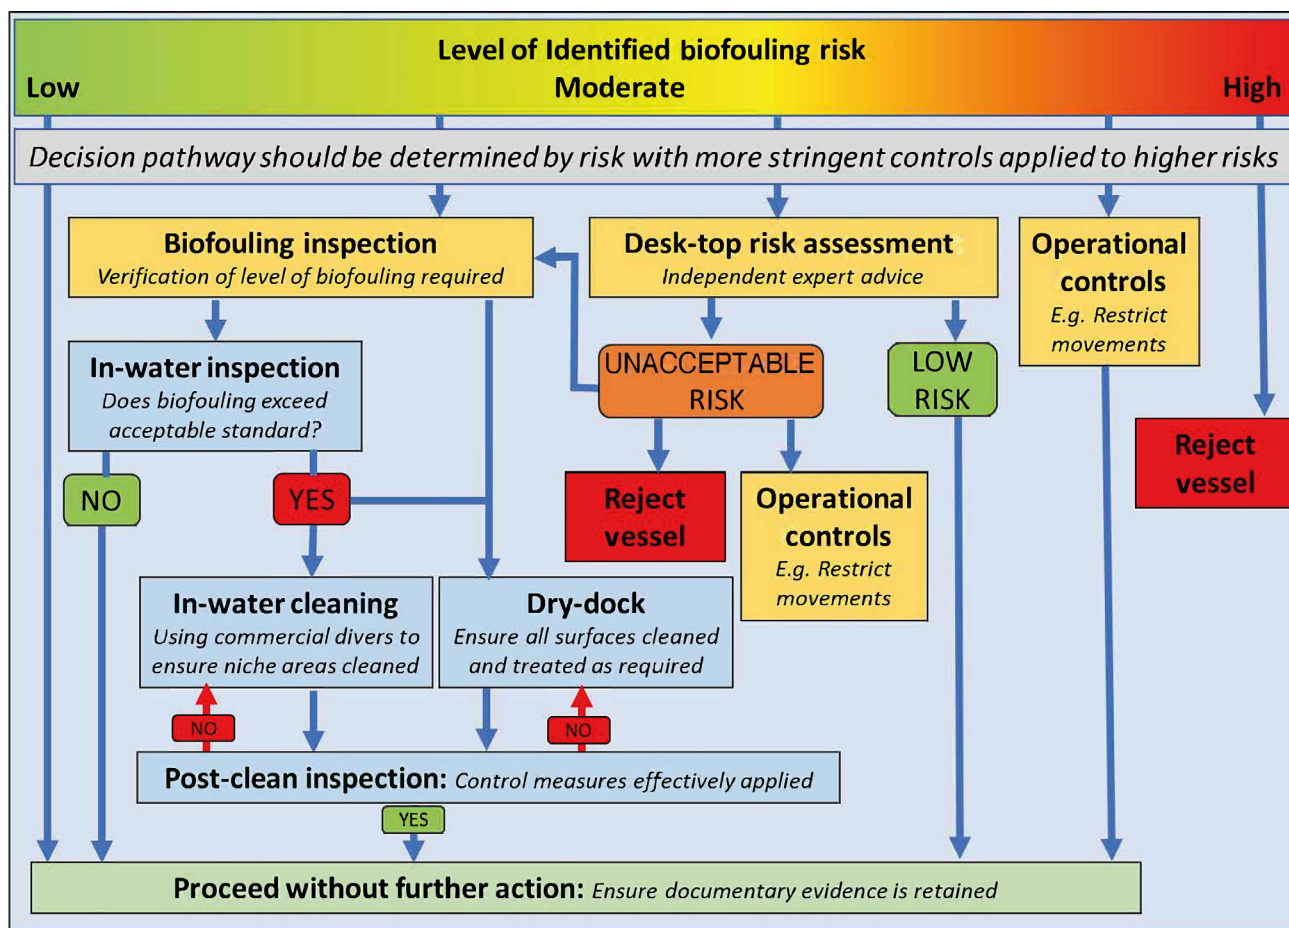 Level of Identified biofouling risk
Low
Moderate
High
Decision pathway should be determined by risk with more stringent controls applied to higher risks
Biofouling inspection
Verification of level of biofouling required
Desk-top risk assessment
Independent expert advice
Operational
controls
E.g. Restrict
movements
In-water inspection
Does biofouling exceed
acceptable standard?
UNACCEPTABLE
RISK
LOW
RISK
Reject
vessel
NO
YES
Reject
vessel
Operational
controls
E.g. Restrict
movements
In-water cleaning
Using commercial divers to
ensure niche areas cleaned
Dry-dock
Ensure all surfaces cleaned
and treated as required
NO
NO
Post-clean inspection: Control measures effectively applied
YES
Proceed without further action: Ensure documentary evidence is retained